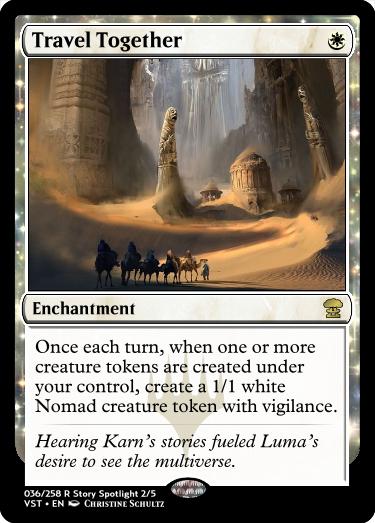 Travel Together
Enchantment
Once each turn, when one or more
creature tokens are created under
your control, create a 1/1 white
Nomad creature token with vigilance.
Hearing Karn's stories fueled Luma's
desire to see the multiverse.
036/258 R Story Spotlight 2/5
VST • EN Christine Schultz